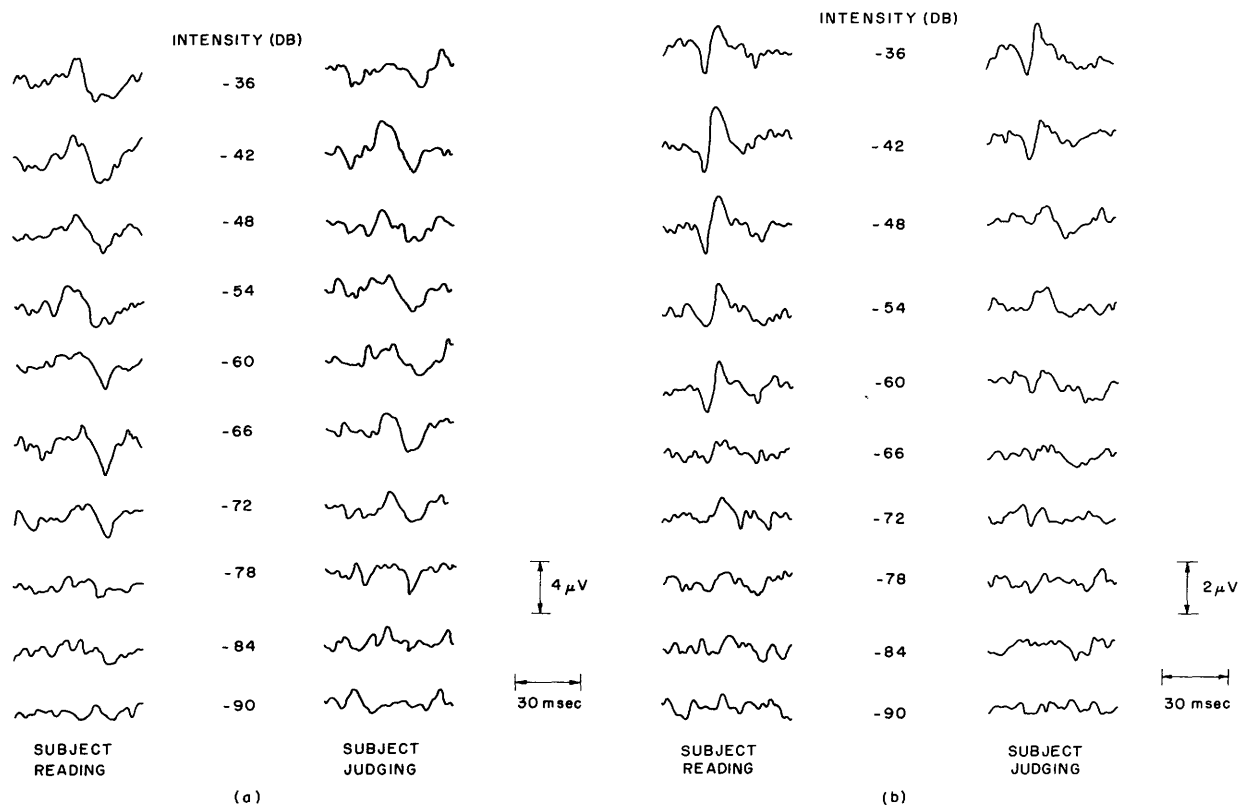 INTENSITY (DB)
-36
-42
-48
-54
-60
-66
-72
-78
-84
-90
4 μV
30 msec
SUBJECT
READING
SUBJECT
JUDGING
(a)
INTENSITY (DB)
-36
-42
-48
-54
-60
-66
-72
-78
-84
-90
2 μV
30 msec
SUBJECT
READING
SUBJECT
JUDGING
(b)